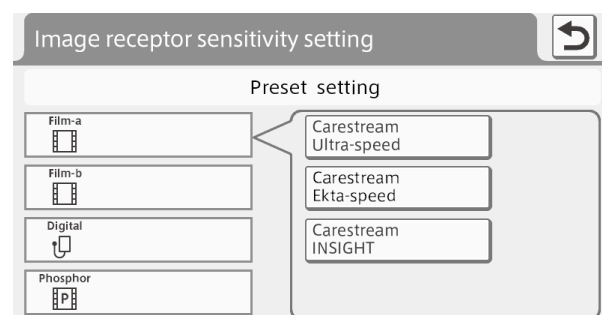 Image receptor sensitivity setting
Preset setting
Film-a
Film-b
Digital
Phosphor
P
Carestream
Ultra-speed
Carestream
Ekta-speed
Carestream
INSIGHT